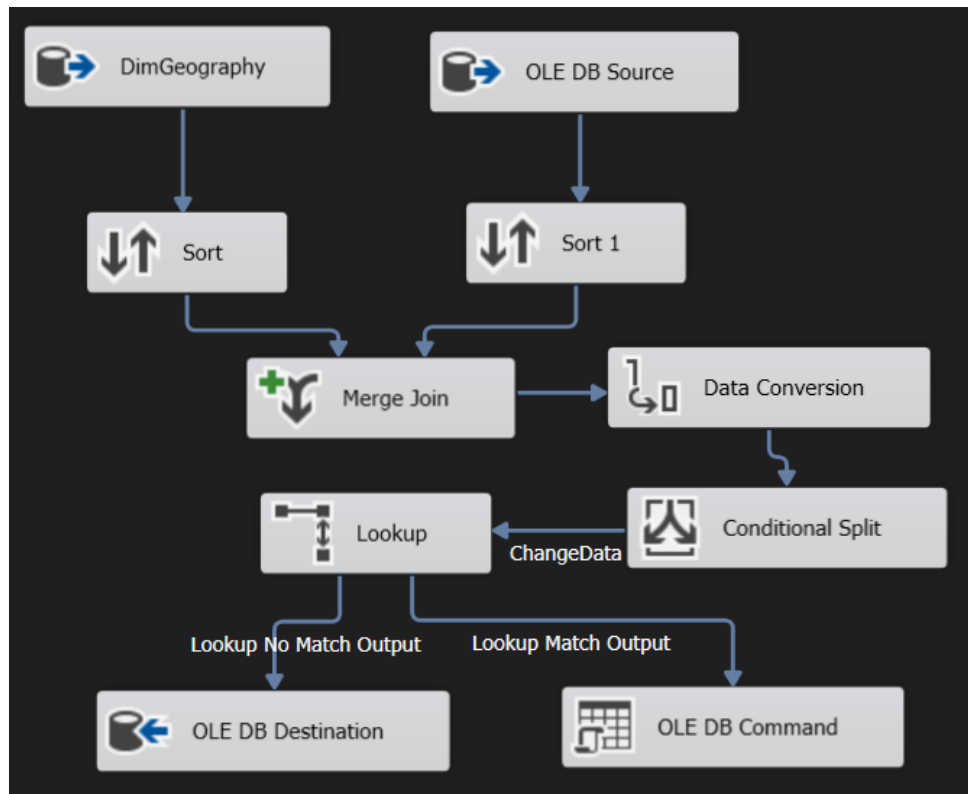 DimGeography
OLE DB Source
Sort
Sort 1
Merge Join
Data Conversion
Conditional Split
ChangeData
Lookup
Lookup No Match Output
Lookup Match Output
OLE DB Destination
OLE DB Command